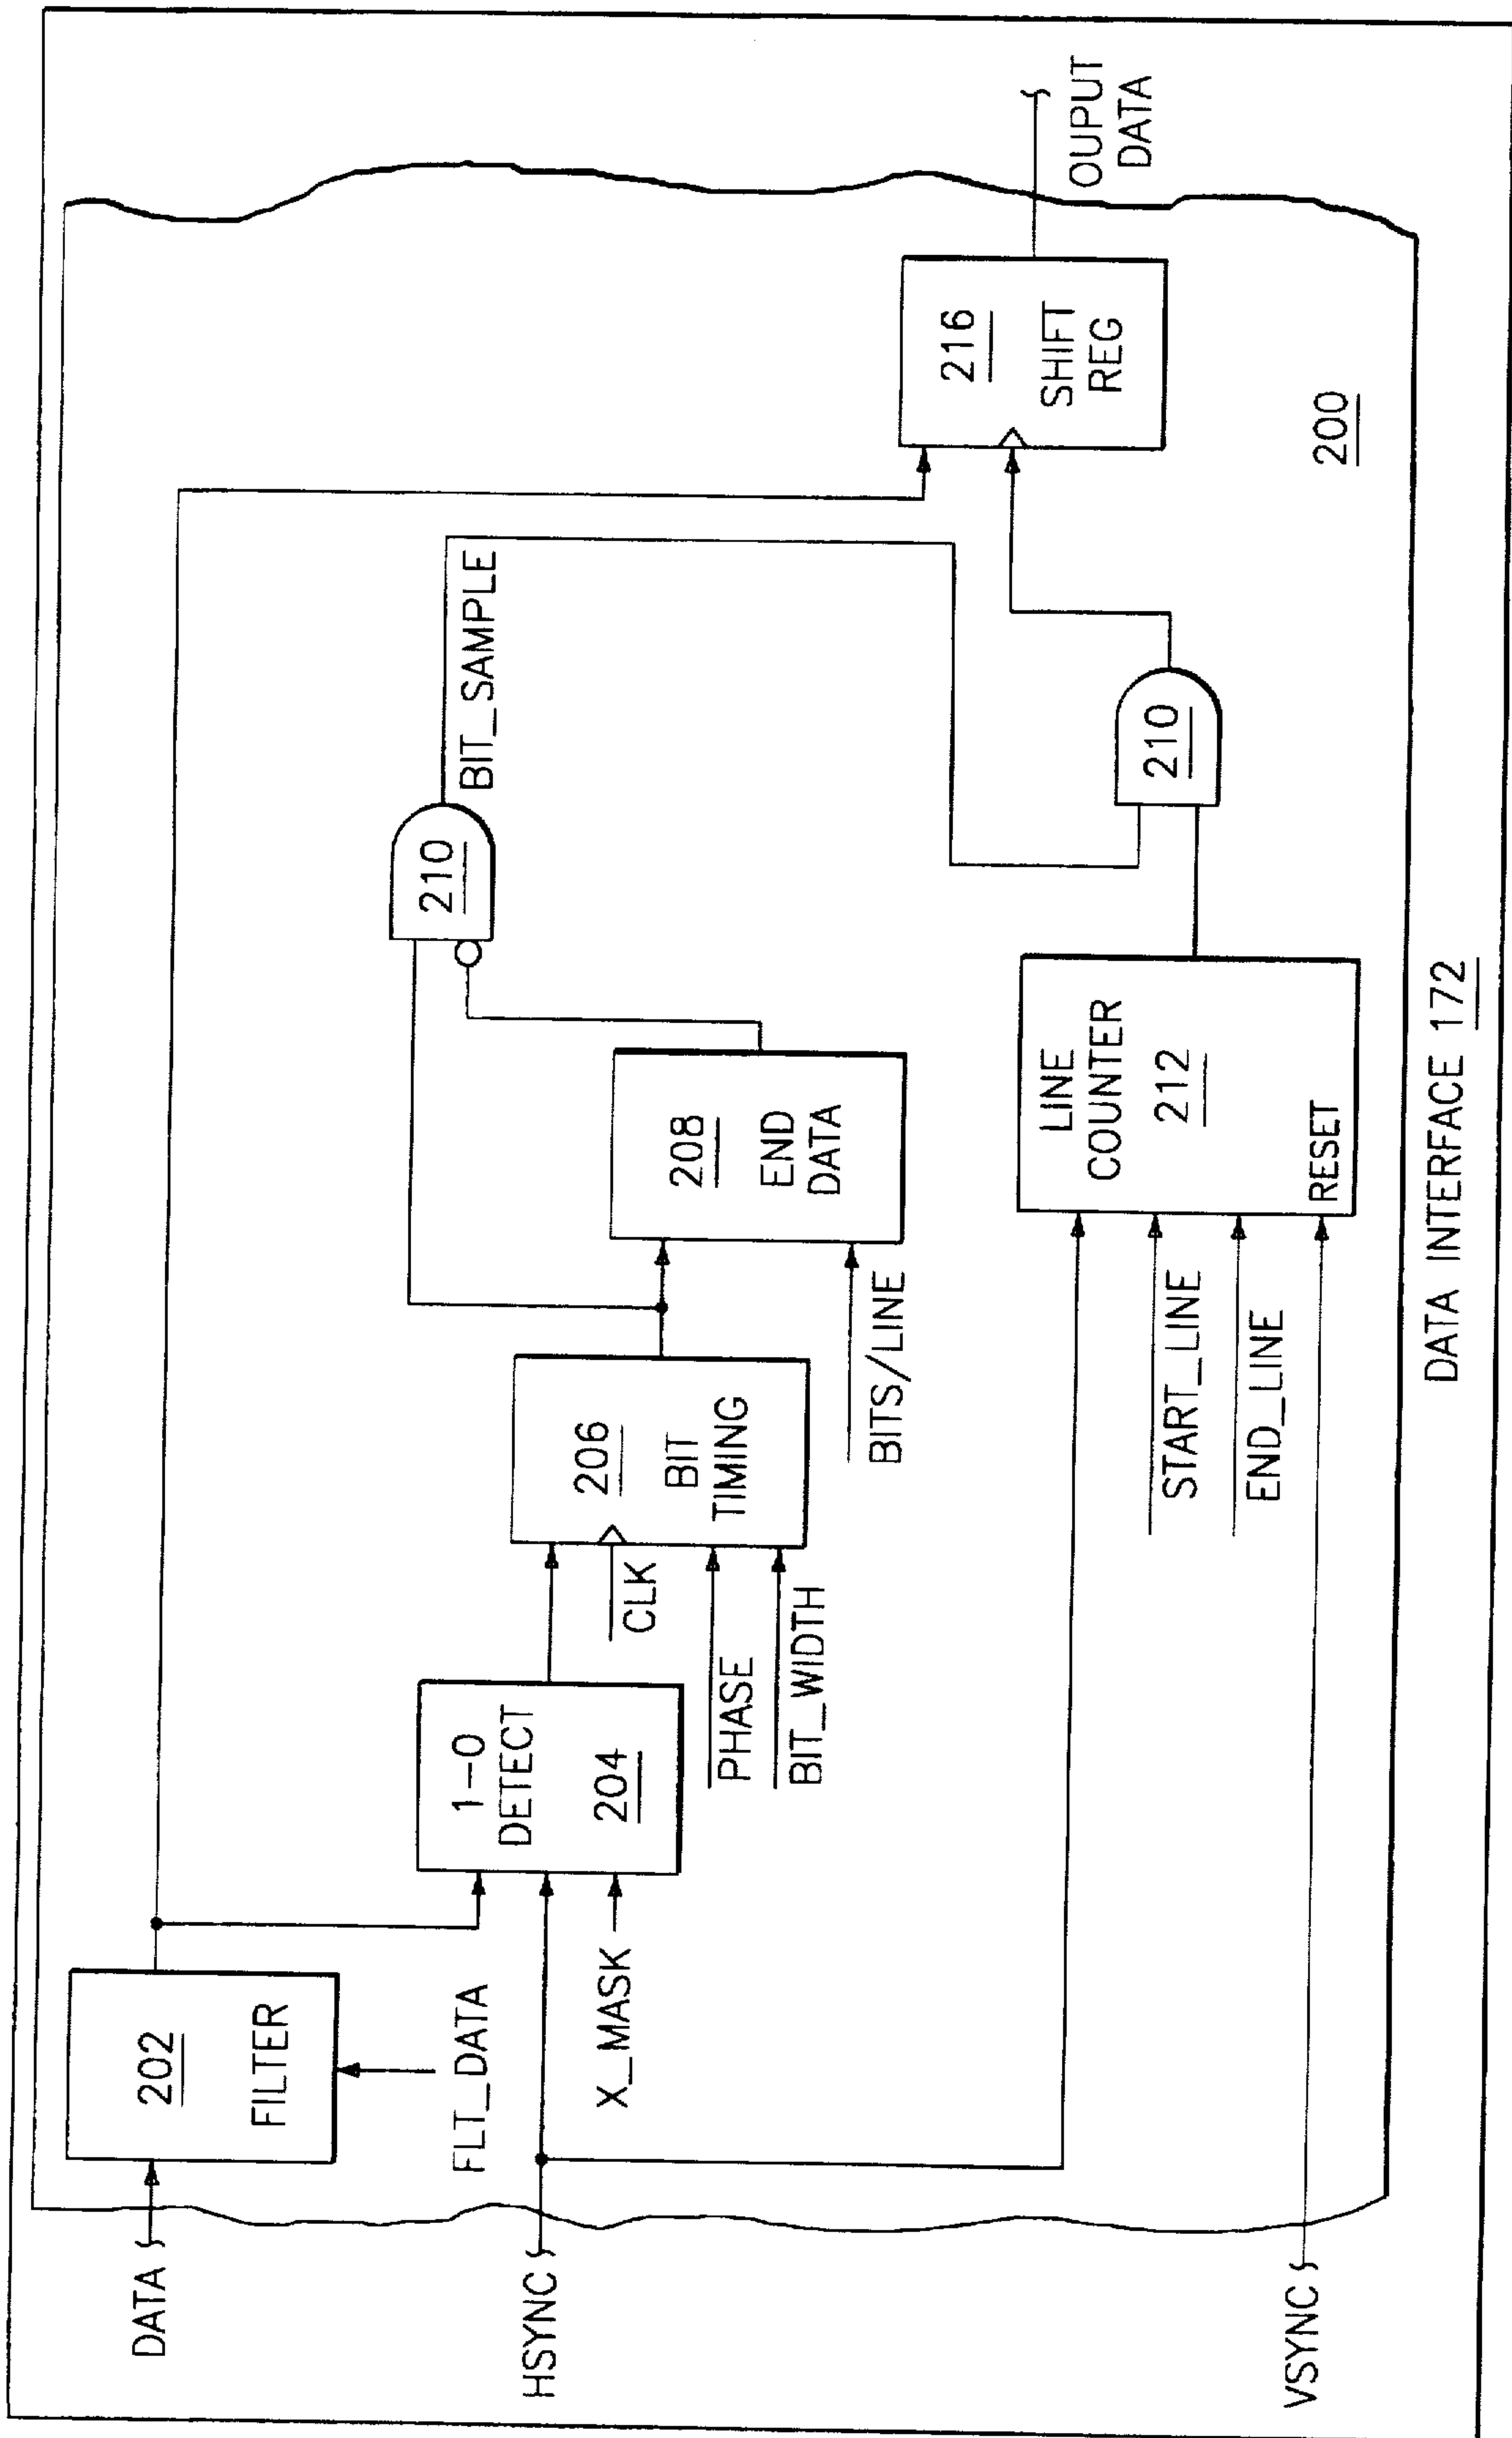 DATA
HSYNC
VSYNC
202
FILTER
FLT_DATA
X_MASK
1-0
DETECT
204
PHASE
BIT_WIDTH
CLK
206
BIT
TIMING
BITS/LINE
208
END
DATA
210
BIT_SAMPLE
START_LINE
END_LINE
LINE
COUNTER
212
RESET
210
216
SHIFT
REG
OUPUT
DATA
200
DATA INTERFACE 172